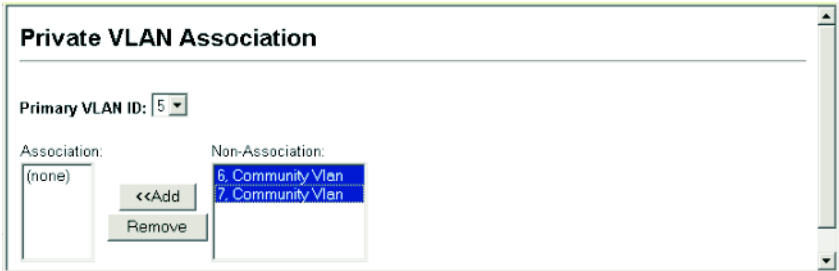 Private VLAN Association
Primary VLAN ID: 5
Association: Non-Association:
(none)
6, Community Vlan
7, Community Vlan
<<Add
Remove